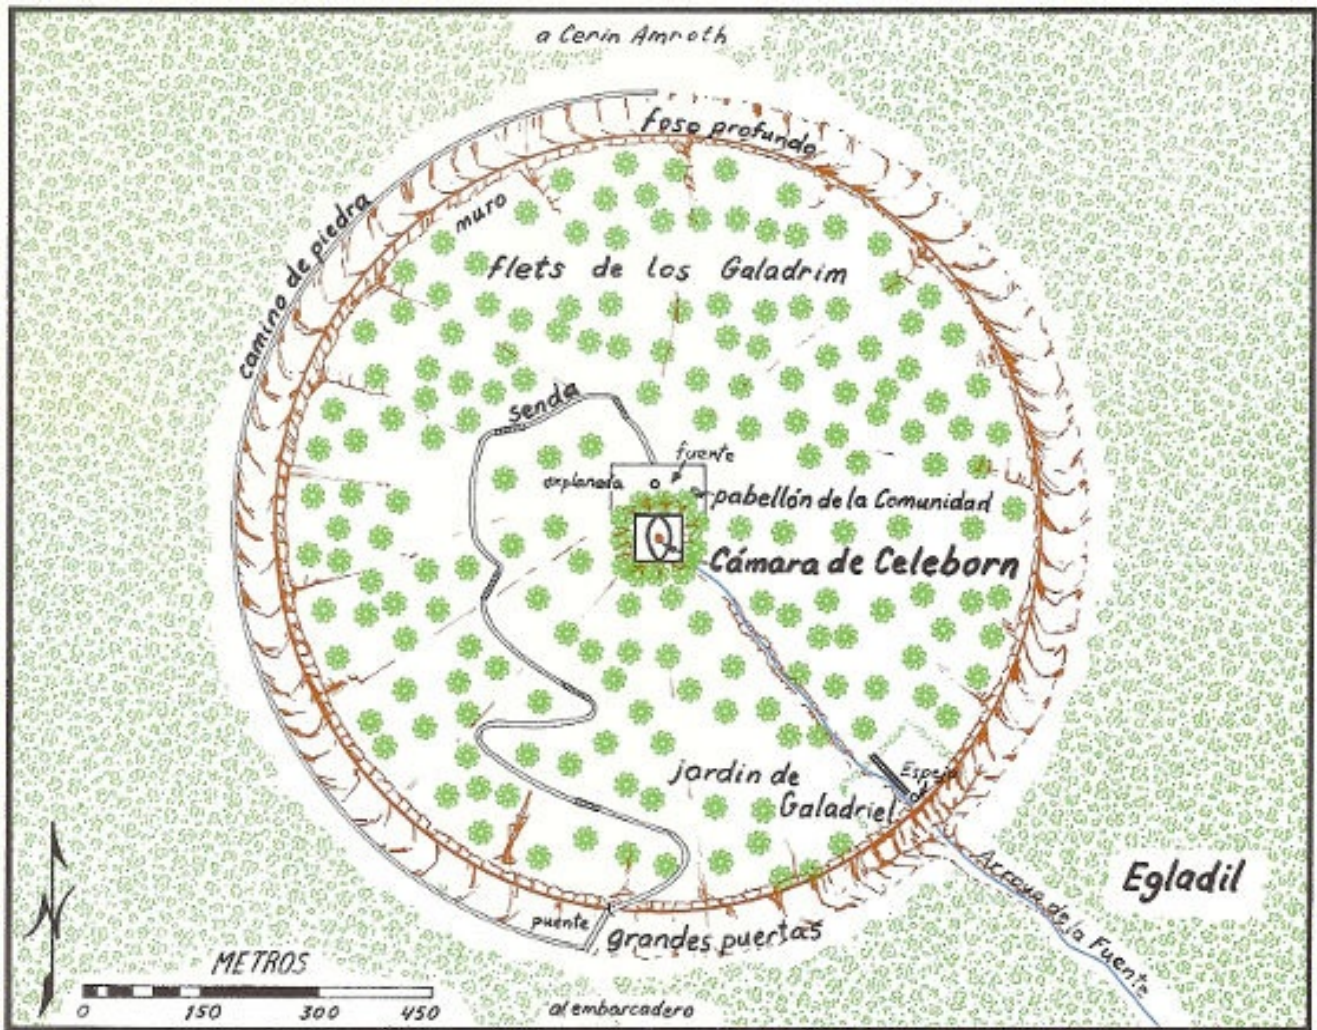 a Cerin Amroth
foso profundo
muro
camino de piedra
flets de los Galadrim
senda
fuente
explanada
pabellón de la Comunidad
Cámara de Celeborn
jardín de
Galadriel
Espejo
Egladil
Arroyo de la Fuente
puente
grandes puertas
N
METROS
0 150 300 450
al embarcadero